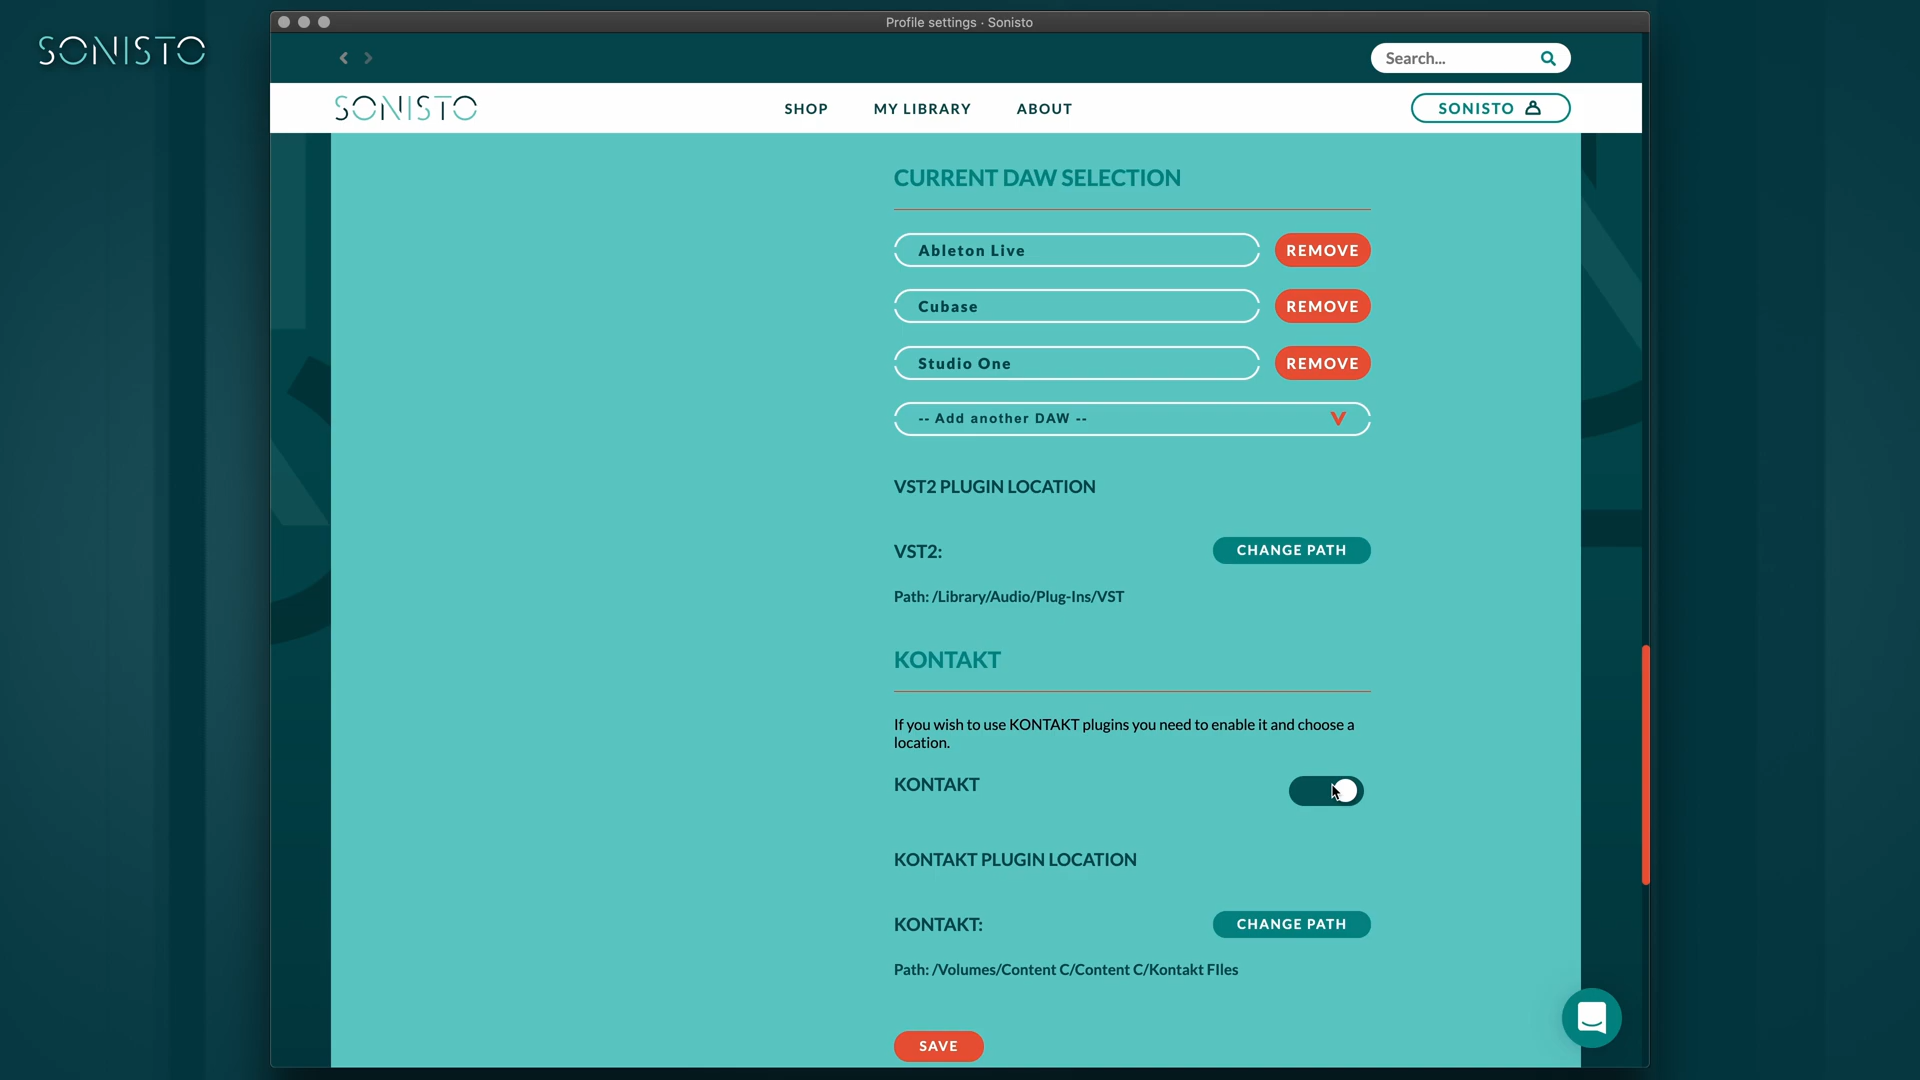 SONISTO
Profile settings · Sonisto
Search...
SONISTO
SHOP
MY LIBRARY
ABOUT
SONISTO
CURRENT DAW SELECTION
Ableton Live
REMOVE
Cubase
REMOVE
Studio One
REMOVE
-- Add another DAW --
VST2 PLUGIN LOCATION
VST2:
CHANGE PATH
Path: /Library/Audio/Plug-Ins/VST
KONTAKT
If you wish to use KONTAKT plugins you need to enable it and choose a
location.
KONTAKT
KONTAKT PLUGIN LOCATION
KONTAKT:
CHANGE PATH
Path: /Volumes/Content C/Content C/Kontakt FIles
SAVE